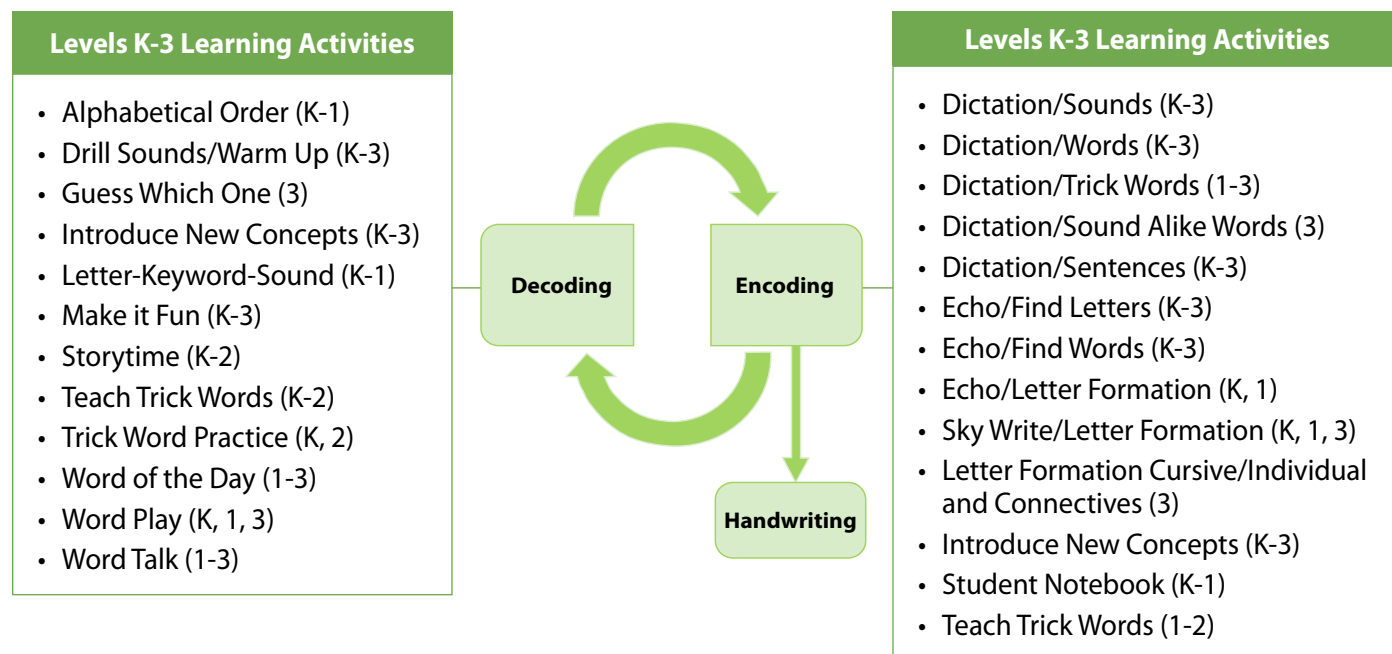 Levels K-3 Learning Activities
• Alphabetical Order (K-1)
• Drill Sounds/Warm Up (K-3)
• Guess Which One (3)
• Introduce New Concepts (K-3)
• Letter-Keyword-Sound (K-1)
• Make it Fun (K-3)
• Storytime (K-2)
• Teach Trick Words (K-2)
• Trick Word Practice (K, 2)
• Word of the Day (1-3)
• Word Play (K, 1, 3)
• Word Talk (1-3)
Decoding
Encoding
Handwriting
Levels K-3 Learning Activities
• Dictation/Sounds (K-3)
• Dictation/Words (K-3)
• Dictation/Trick Words (1-3)
• Dictation/Sound Alike Words (3)
• Dictation/Sentences (K-3)
• Echo/Find Letters (K-3)
• Echo/Find Words (K-3)
• Echo/Letter Formation (K, 1)
• Sky Write/Letter Formation (K, 1, 3)
• Letter Formation Cursive/Individual
and Connectives (3)
• Introduce New Concepts (K-3)
• Student Notebook (K-1)
• Teach Trick Words (1-2)